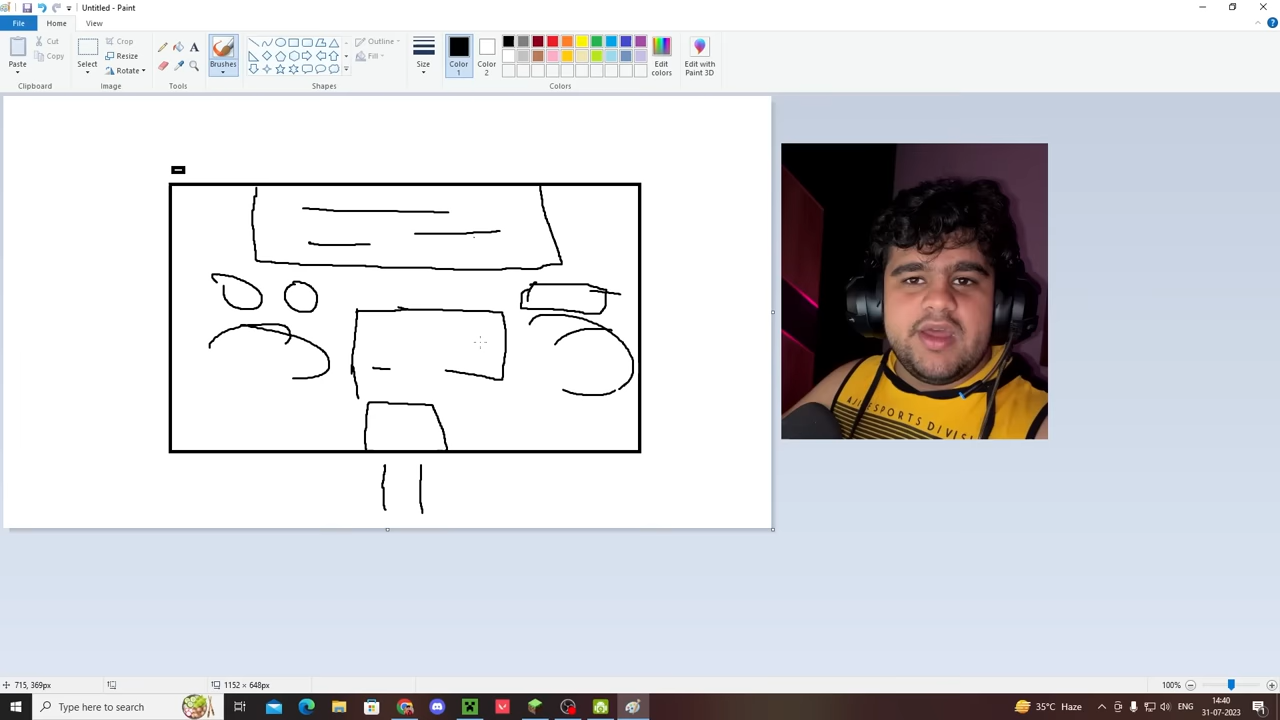 Untitled - Paint
File
Home
View
Paste
Cut
Copy
Clipboard
Select
Crop
Resize
Rotate
Image
A
Tools
Brushes
Outline
Fill
Shapes
Size
Color
1
Color
2
Edit
colors
Edit with
Paint 3D
Colors
ESPORTS DIVI
715, 369px
1152 × 648px
100%
Type here to search
35°C Haze
ENG
14:40
31-07-2023